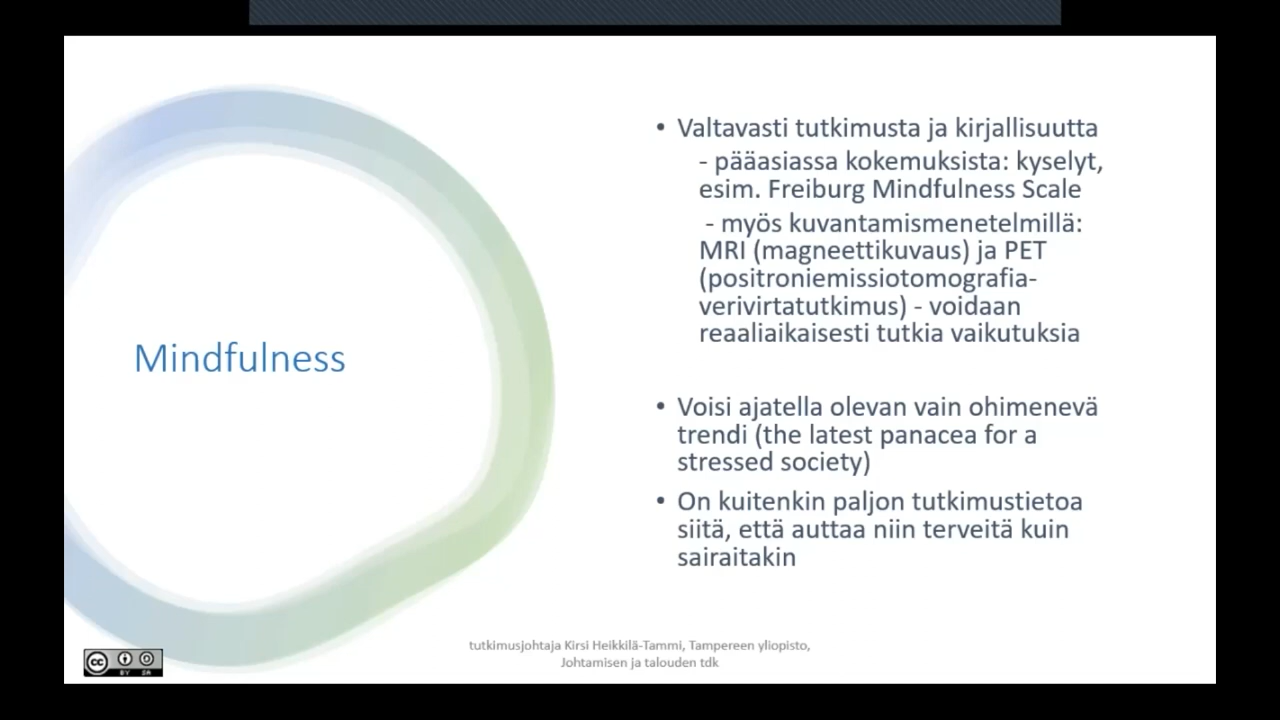 Mindfulness
• Valtavasti tutkimusta ja kirjallisuutta
- pääasiassa kokemuksista: kyselyt,
esim. Freiburg Mindfulness Scale
- myös kuvantamismenetelmillä:
MRI (magneettikuvaus) ja PET
(positroniemissiotomografia-
verivirtatutkimus) - voidaan
reaaliaikaisesti tutkia vaikutuksia
• Voisi ajatella olevan vain ohimenevä
trendi (the latest panacea for a
stressed society)
• On kuitenkin paljon tutkimustietoa
siitä, että auttaa niin terveitä kuin
sairaitakin
tutkimusjohtaja Kirsi Heikkilä-Tammi, Tampereen yliopisto,
Johtamisen ja talouden tdk
cc
BY SA